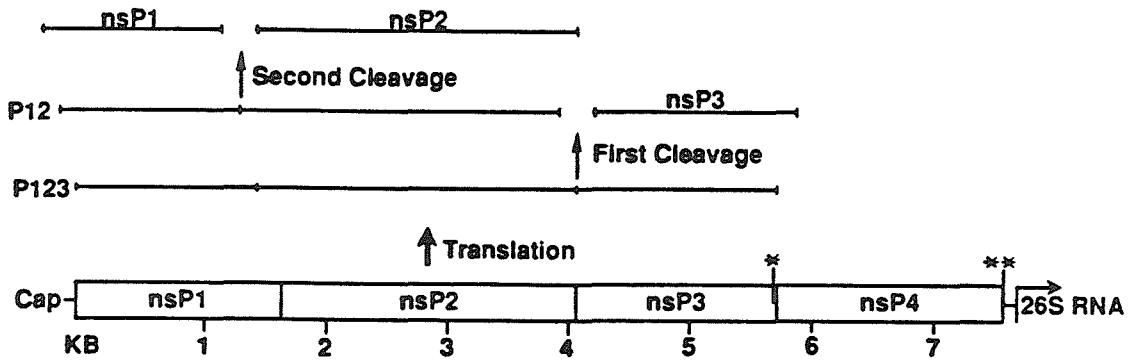 nsP1 nsP2
Second Cleavage
P12 nsP3
First Cleavage
P123
Translation
* **
Cap nsP1 nsP2 nsP3 nsP4 26S RNA
KB 1 2 3 4 5 6 7